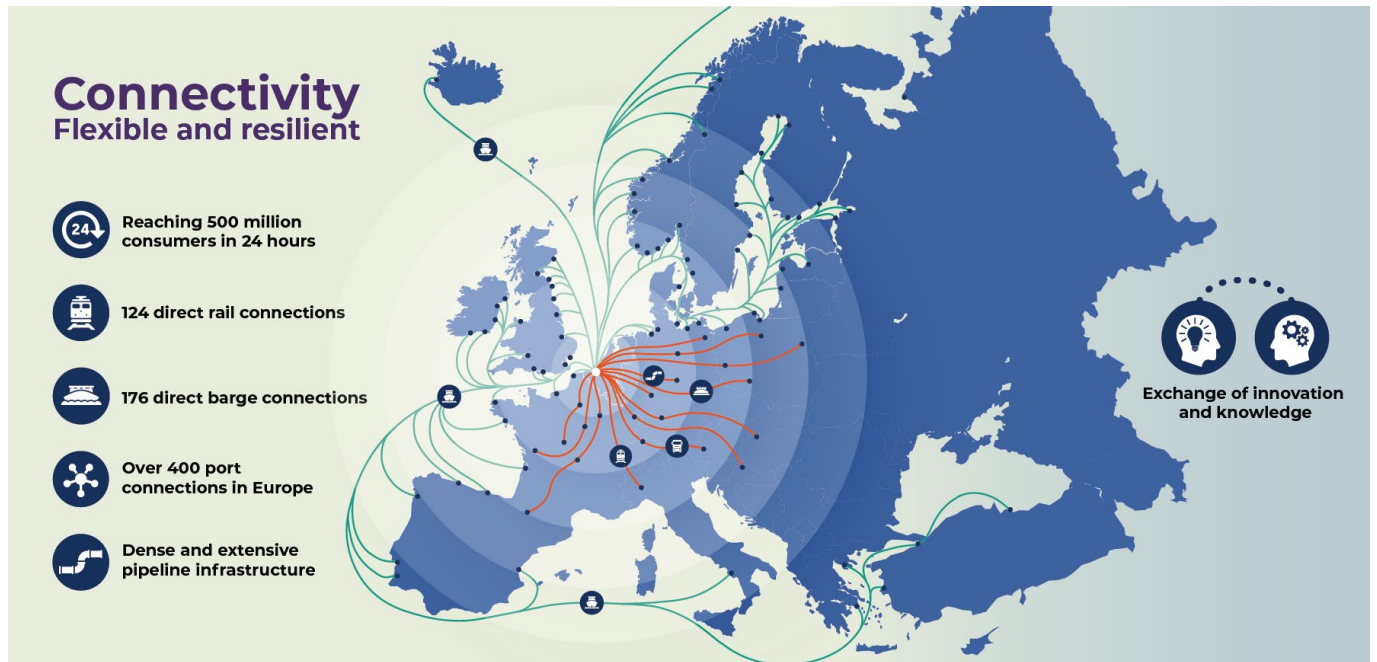 Connectivity
Flexible and resilient
24
Reaching 500 million
consumers in 24 hours
124 direct rail connections
176 direct barge connections
Over 400 port
connections in Europe
Dense and extensive
pipeline infrastructure
Exchange of innovation
and knowledge